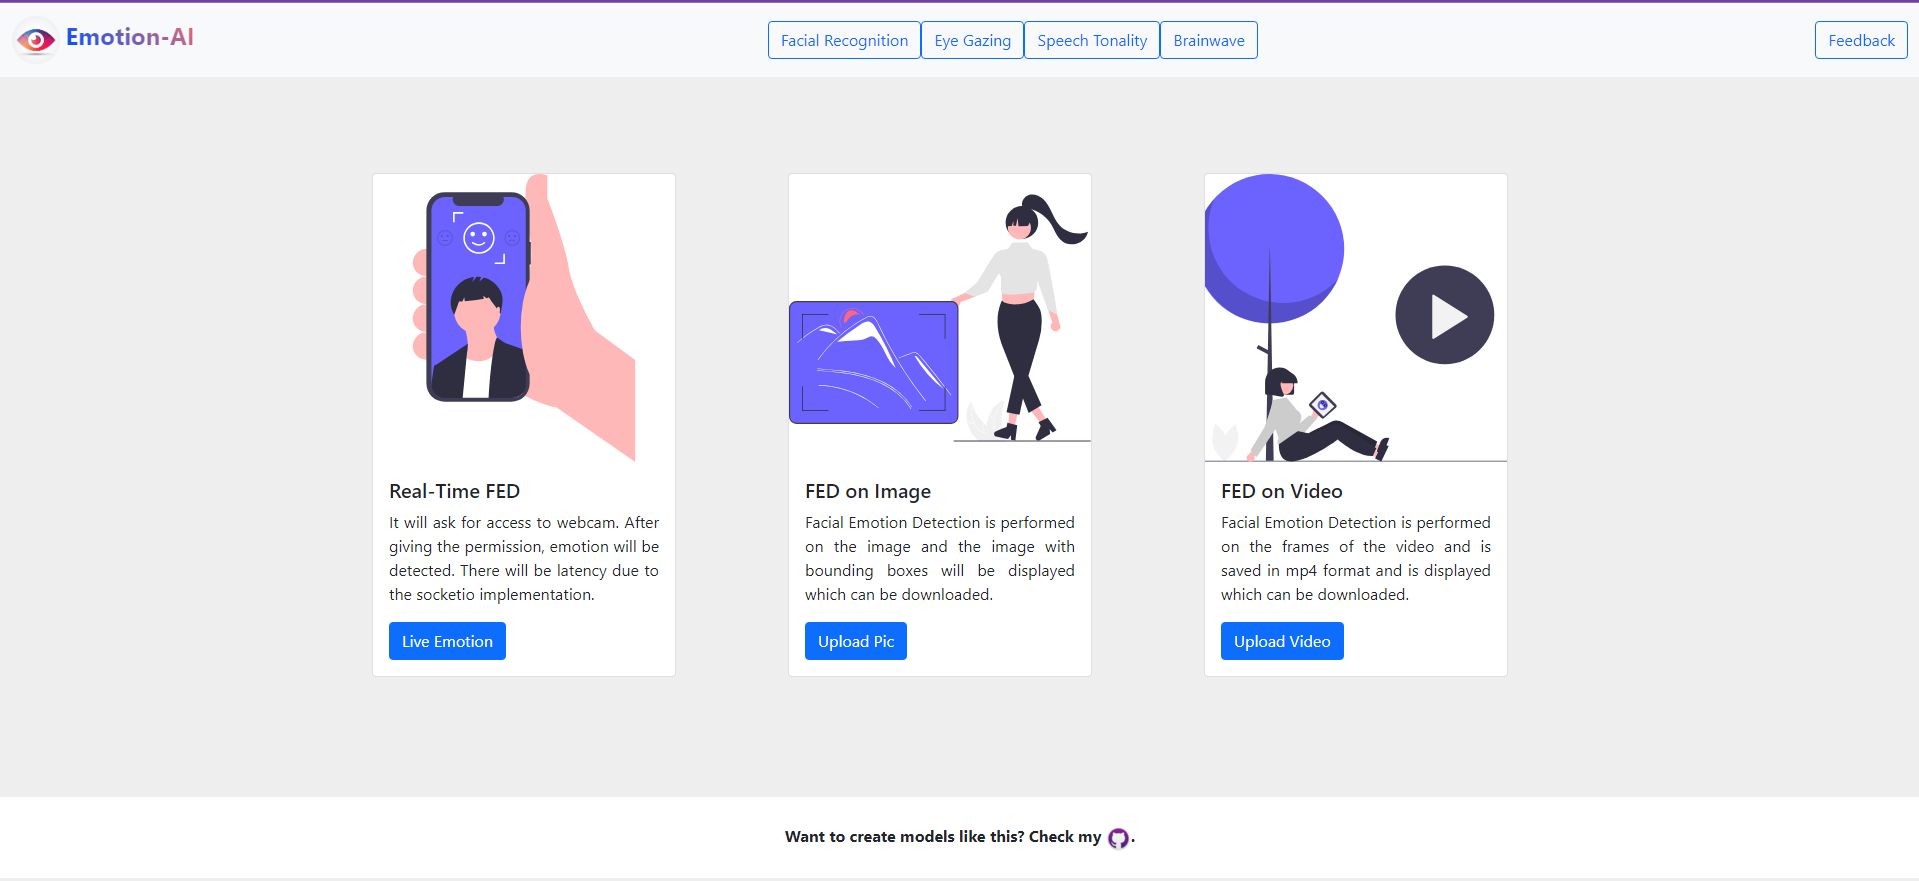 Emotion-AI
Facial Recognition
Eye Gazing
Speech Tonality
Brainwave
Feedback
Real-Time FED
It will ask for access to webcam. After
giving the permission, emotion will be
detected. There will be latency due to
the socketio implementation.
Live Emotion
FED on Image
Facial Emotion Detection is performed
on the image and the image with
bounding boxes will be displayed
which can be downloaded.
Upload Pic
FED on Video
Facial Emotion Detection is performed
on the frames of the video and is
saved in mp4 format and is displayed
which can be downloaded.
Upload Video
Want to create models like this? Check my .